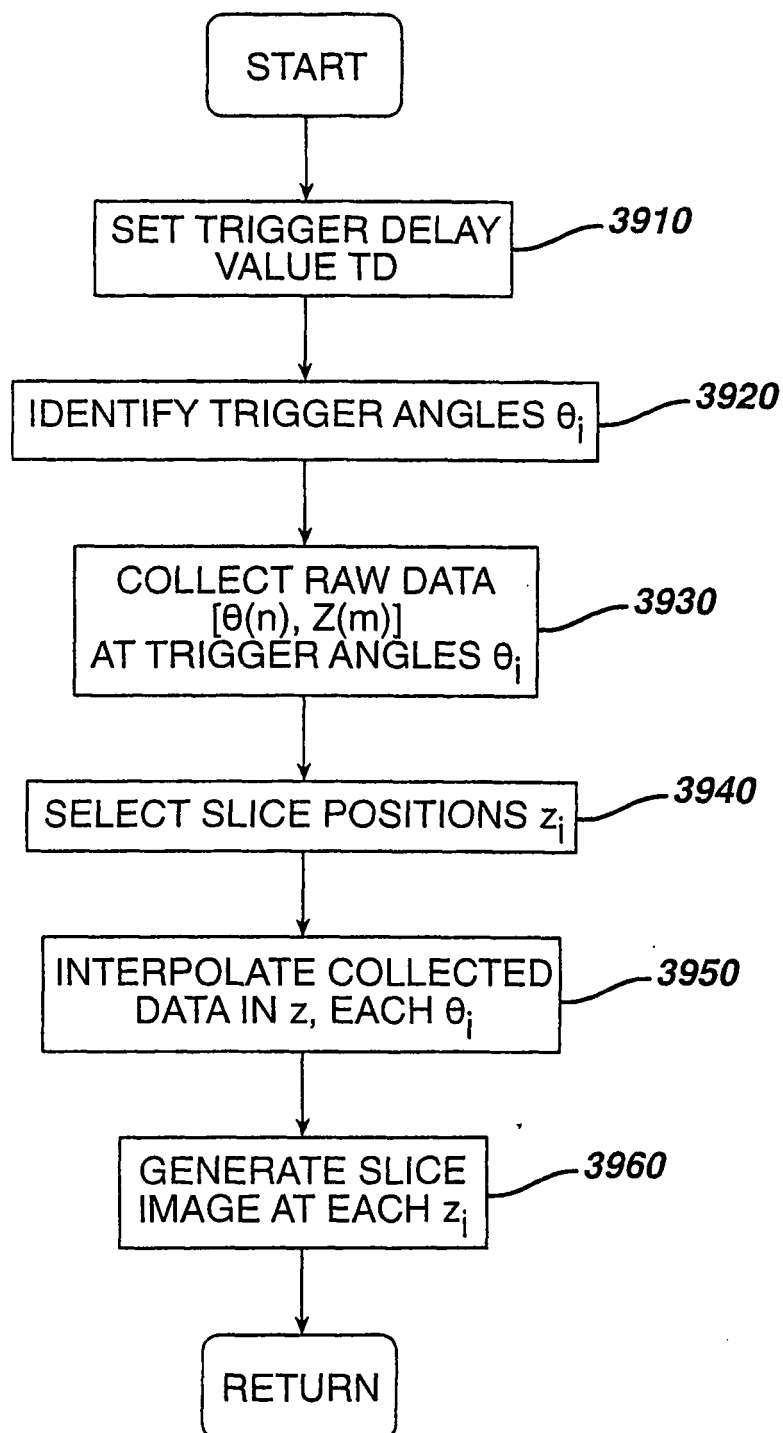 START
SET TRIGGER DELAY
VALUE TD
3910
IDENTIFY TRIGGER ANGLES θi
3920
COLLECT RAW DATA
[θ(n), Z(m)]
AT TRIGGER ANGLES θi
3930
SELECT SLICE POSITIONS zi
3940
INTERPOLATE COLLECTED
DATA IN z, EACH θi
3950
GENERATE SLICE
IMAGE AT EACH zi
3960
RETURN